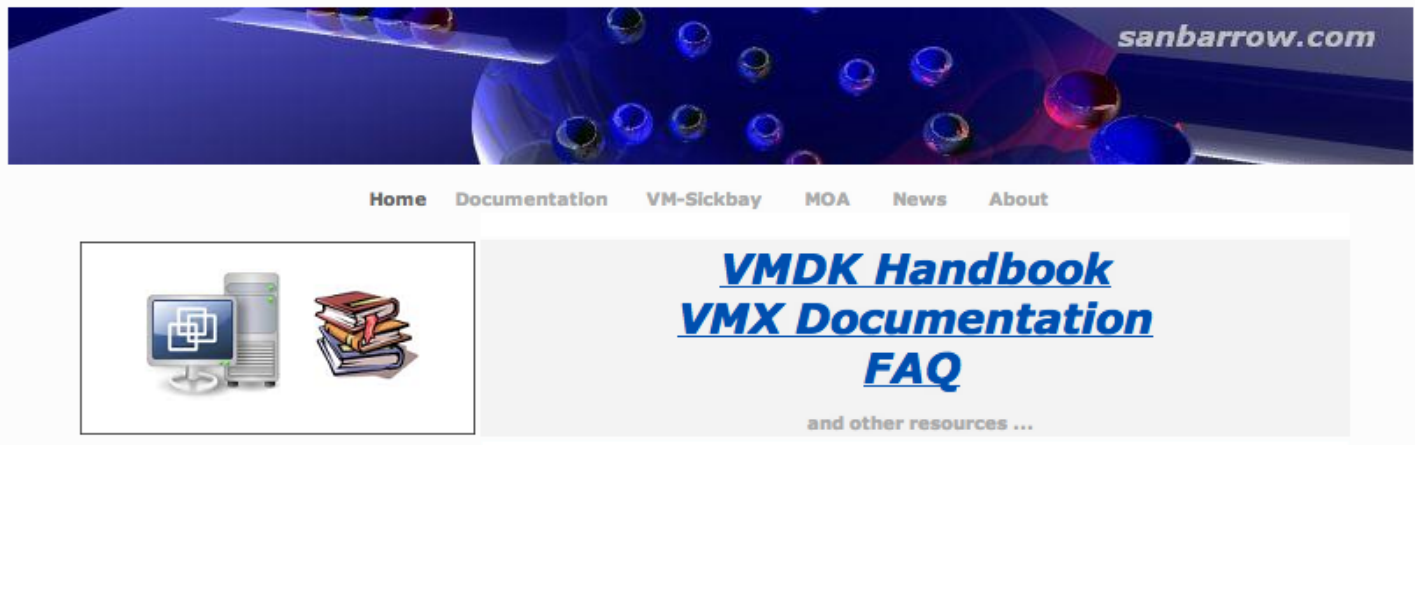 sanbarrow.com
Home Documentation VM-Sickbay MOA News About
VMDK Handbook
VMX Documentation
FAQ
and other resources ...